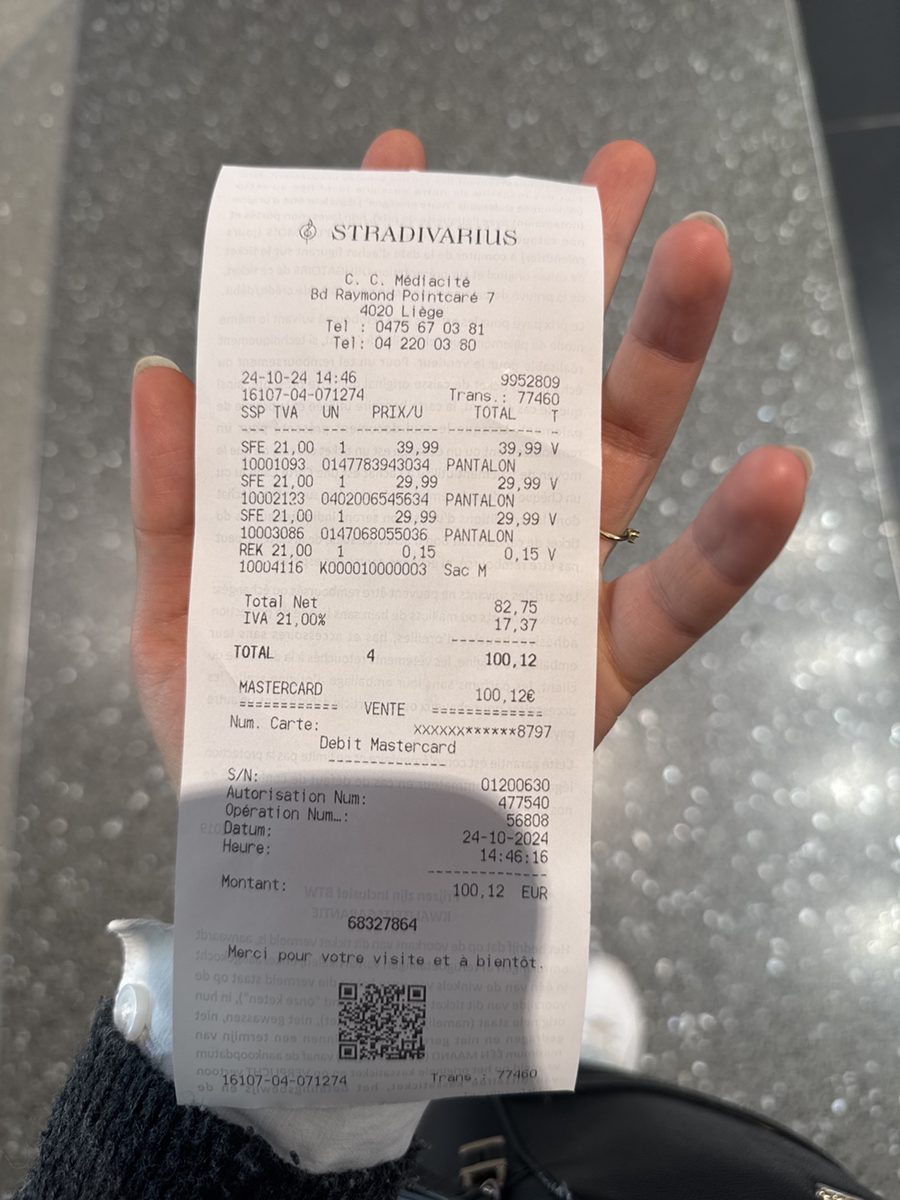 STRADIVARIUS
C. C. Médiacité
Bd Raymond Pointcaré 7
4020 Liège
Tel : 0475 67 03 81
Tel: 04 220 03 80
24-10-24 14:46 9952809
16107-04-071274 Trans.: 77460
SSP TVA UN PRIX/U TOTAL T
SFE 21,00 1 39,99 39,99 V
10001093 0147783943034 PANTALON
SFE 21,00 1 29,99 29,99 V
10002123 0402006545634 PANTALON
SFE 21,00 1 29,99 29,99 V
10003086 0147068055036 PANTALON
REK 21,00 1 0,15 0,15 V
10004116 K000010000003 Sac M
Total Net 82,75
IVA 21,00% 17,37
TOTAL 4 100,12
MASTERCARD 100,12€
============ VENTE ============
Num. Carte: XXXXXX******8797
Debit Mastercard
S/N: 01200630
Autorisation Num: 477540
Opération Num…: 56808
Datum: 24-10-2024
Heure: 14:46:16
Montant: 100,12 EUR
68327864
Merci pour votre visite et à bientôt.
16107-04-071274 Trans.: 77460